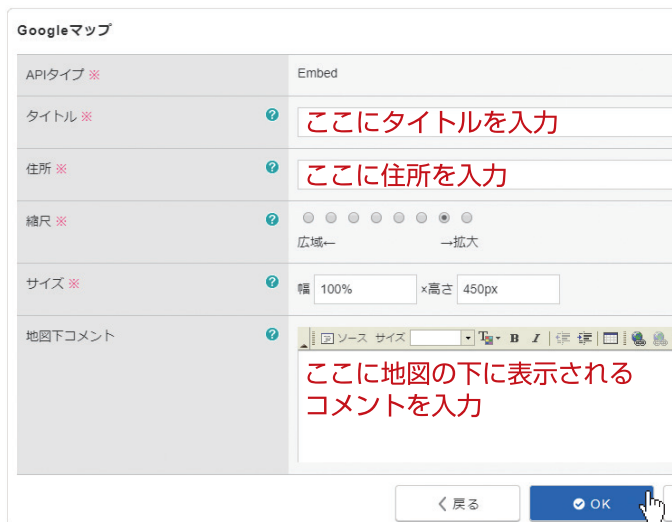 Googleマップ
APIタイプ ※ Embed
タイトル ※ ? ここにタイトルを入力
住所 ※ ? ここに住所を入力
縮尺 ※ ?
広域← →拡大
サイズ ※ ? 幅 100% ×高さ 450px
地図下コメント ? ソース サイズ B I
ここに地図の下に表示される
コメントを入力
戻る OK